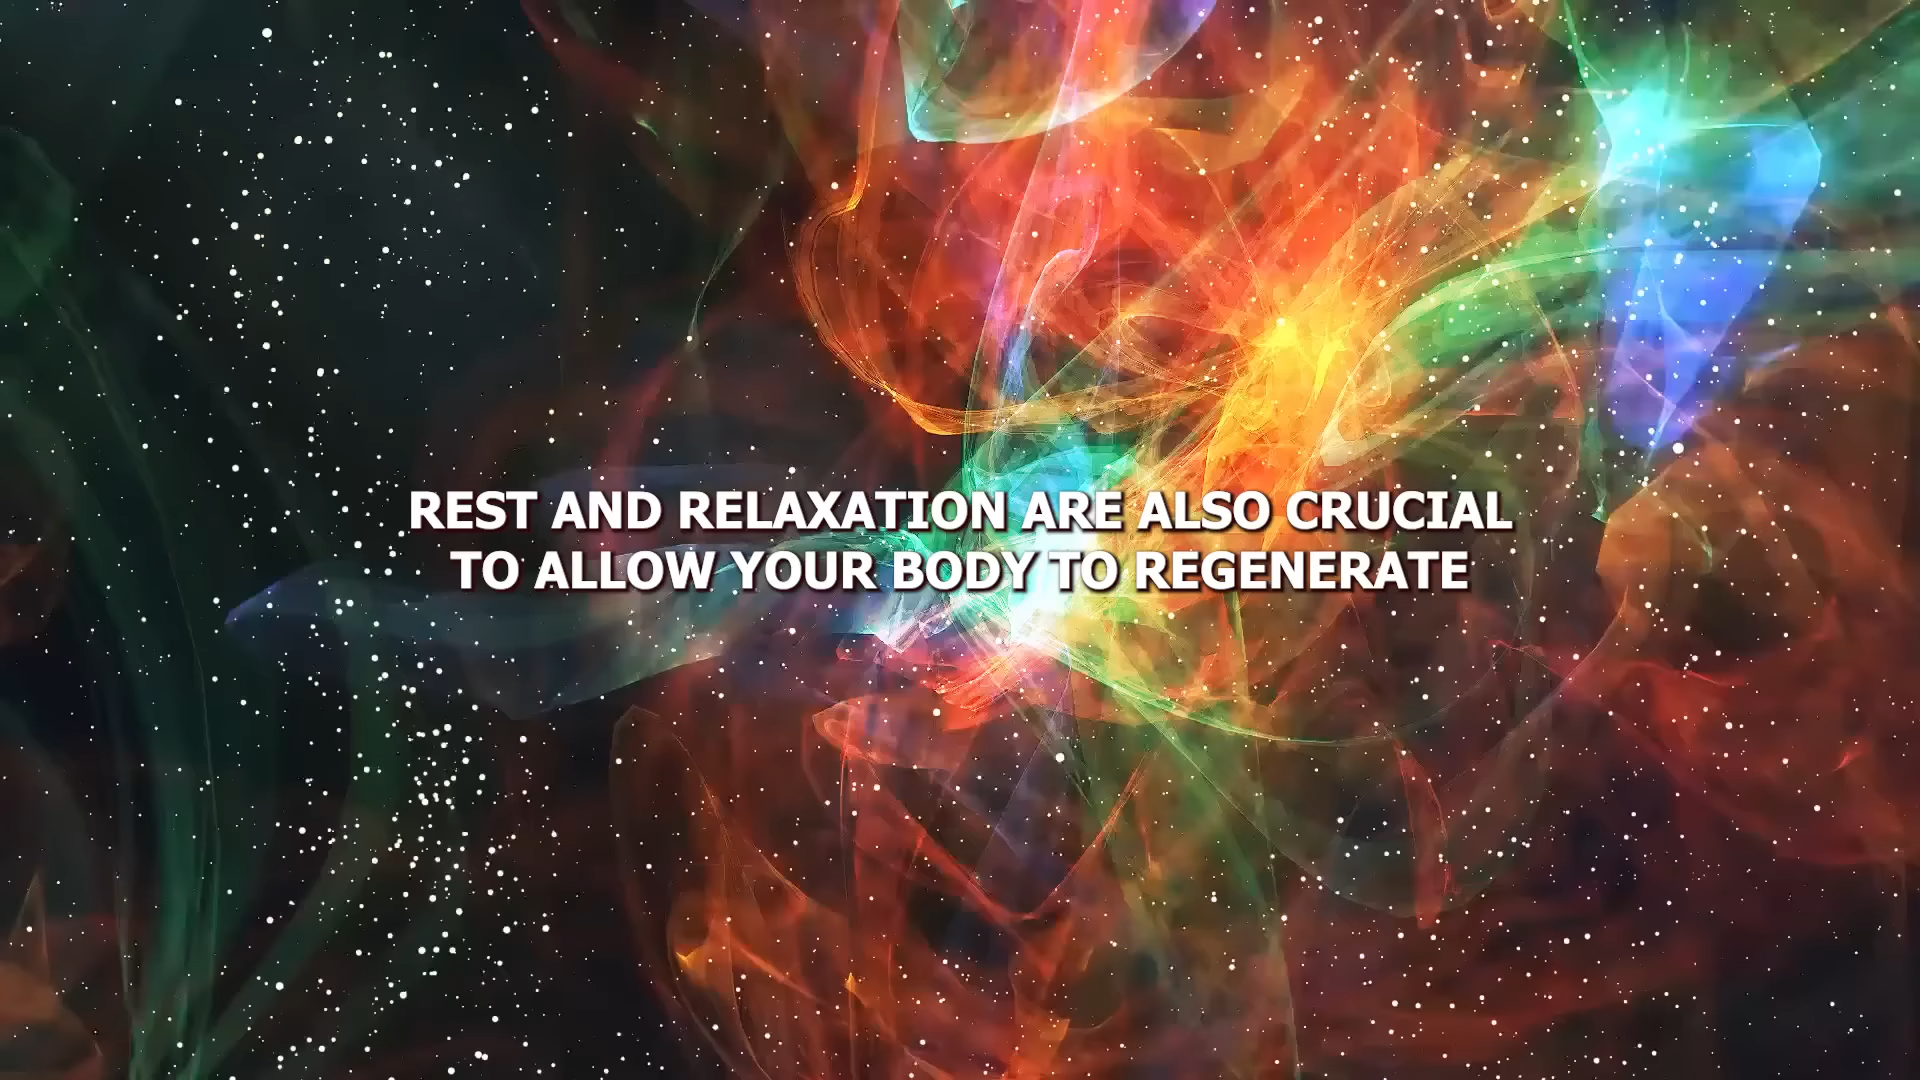 REST AND RELAXATION ARE ALSO CRUCIAL
TO ALLOW YOUR BODY TO REGENERATE